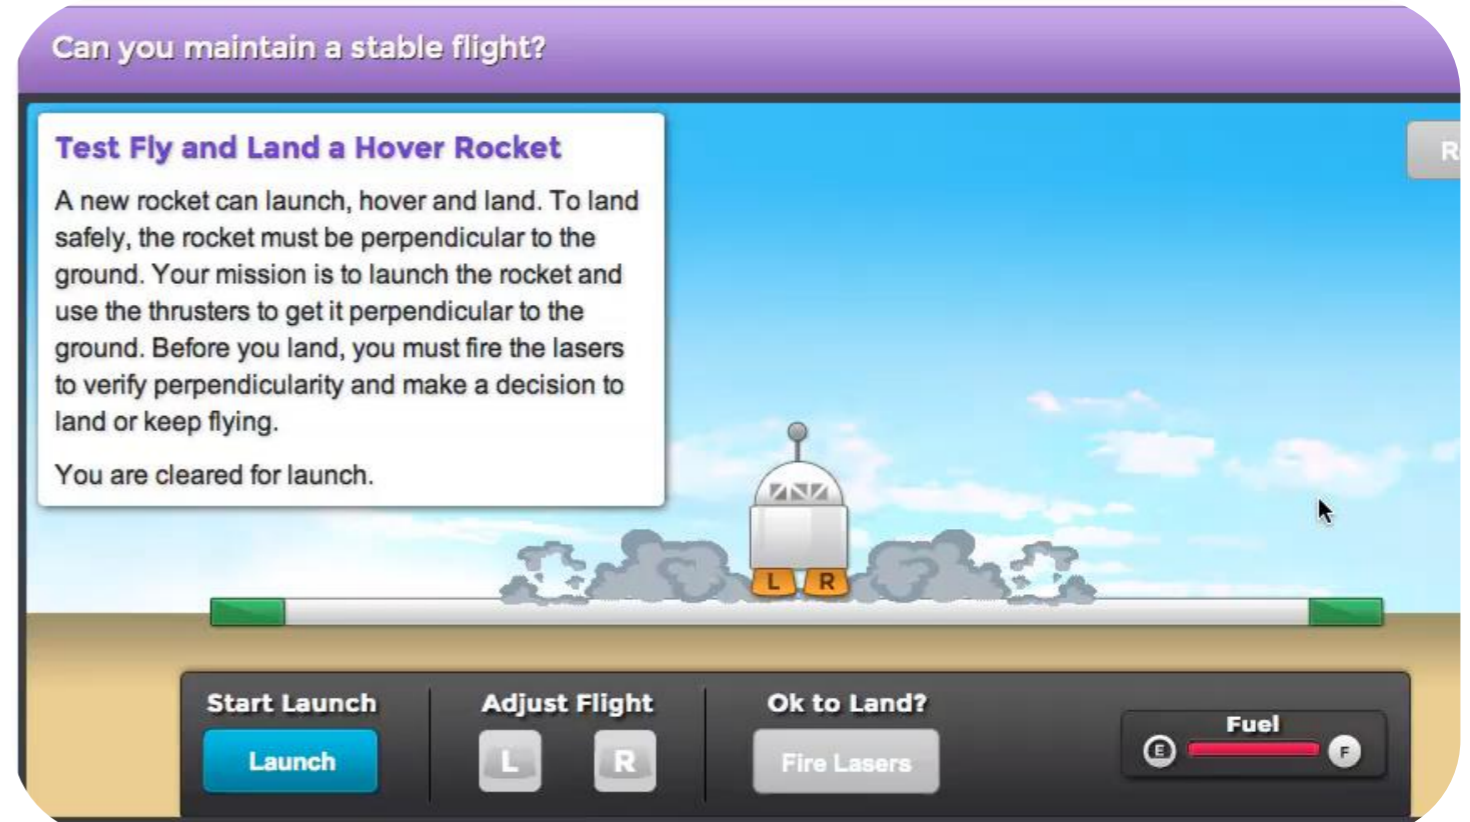 Can you maintain a stable flight?
Test Fly and Land a Hover Rocket
R
A new rocket can launch, hover and land. To land
safely, the rocket must be perpendicular to the
ground. Your mission is to launch the rocket and
use the thrusters to get it perpendicular to the
ground. Before you land, you must fire the lasers
to verify perpendicularity and make a decision to
land or keep flying.
You are cleared for launch.
L R
Start Launch
Launch
Adjust Flight
L R
Ok to Land?
Fire Lasers
Fuel
E F